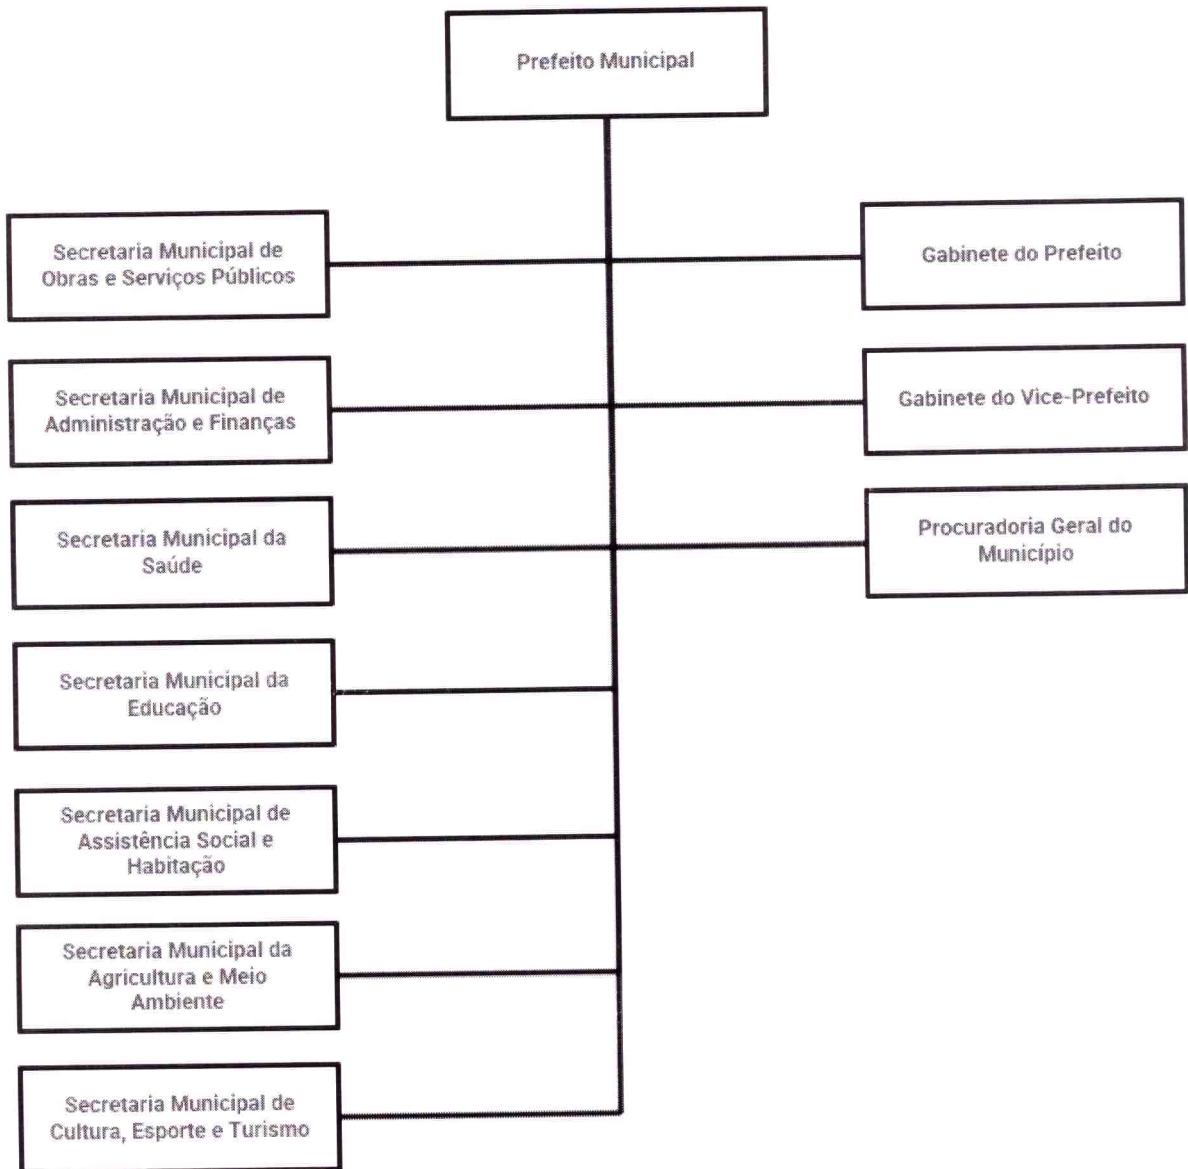 Prefeito Municipal
Secretaria Municipal de
Obras e Serviços Públicos
Gabinete do Prefeito
Secretaria Municipal de
Administração e Finanças
Gabinete do Vice-Prefeito
Secretaria Municipal da
Saúde
Procuradoria Geral do
Município
Secretaria Municipal da
Educação
Secretaria Municipal de
Assistência Social e
Habitação
Secretaria Municipal da
Agricultura e Meio
Ambiente
Secretaria Municipal de
Cultura, Esporte e Turismo